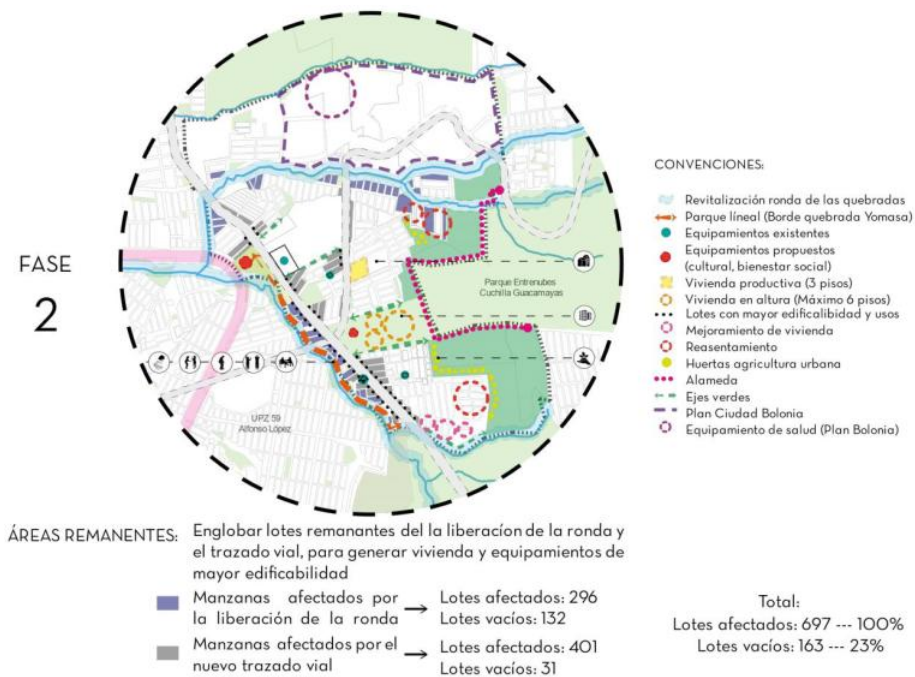 FASE
2
Parque Entrenubes
Cuchilla Guacamayas
UPZ 59
Alfonso López
CONVENCIONES:
Revitalización ronda de las quebradas
Parque líneal (Borde quebrada Yomasa)
Equipamientos existentes
Equipamientos propuestos
(cultural, bienestar social)
Vivienda productiva (3 pisos)
Vivienda en altura (Máximo 6 pisos)
Lotes con mayor edificalibidad y usos
Mejoramiento de vivienda
Reasentamiento
Huertas agricultura urbana
Alameda
Ejes verdes
Plan Ciudad Bolonia
Equipamiento de salud (Plan Bolonia)
ÁREAS REMANENTES: Englobar lotes remanentes del la liberacíon de la ronda y
el trazado vial, para generar vivienda y equipamientos de
mayor edificabilidad
Manzanas afectados por
la liberación de la ronda
Lotes afectados: 296
Lotes vacíos: 132
Manzanas afectados por el
nuevo trazado vial
Lotes afectados: 401
Lotes vacíos: 31
Total:
Lotes afectados: 697 --- 100%
Lotes vacíos: 163 --- 23%